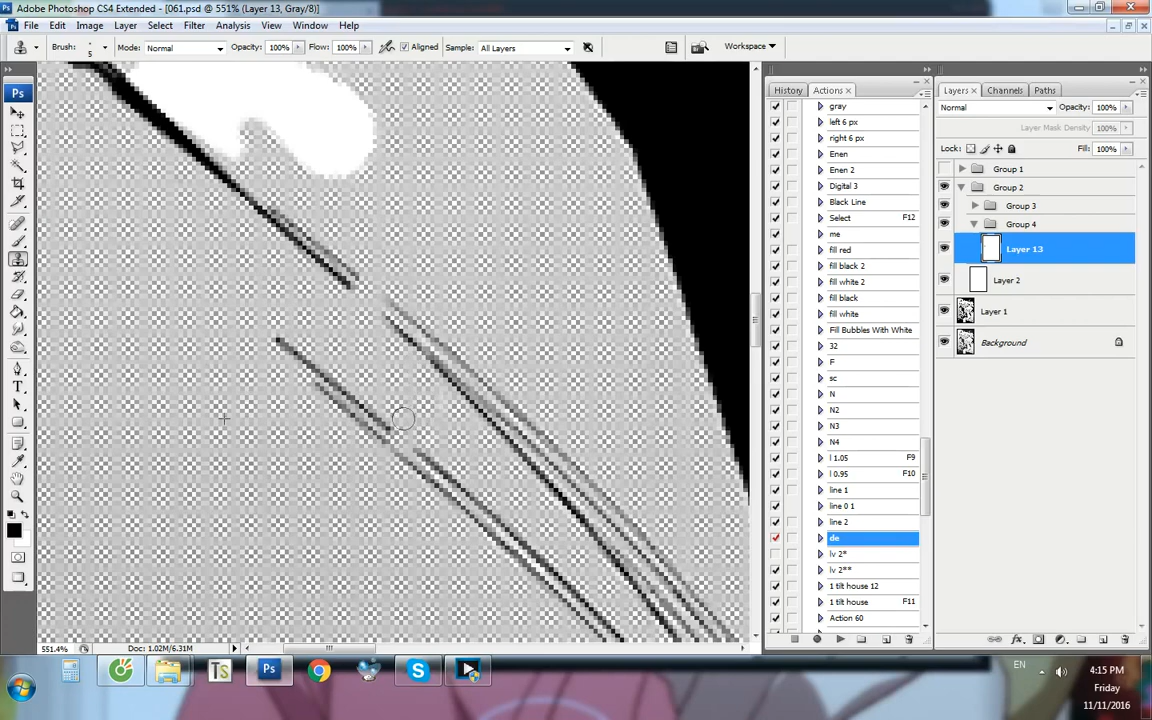 Adobe Photoshop CS4 Extended - [061.psd @ 551% (Layer 13, Gray/8)]
File Edit Image Layer Select Filter Analysis View Window Help
Brush: 5 Mode: Normal Opacity: 100% Flow: 100% Aligned Sample: All Layers Workspace
History Actions
gray
left 6 px
right 6 px
Enen
Enen 2
Digital 3
Black Line
Select F12
me
fill red
fill black 2
fill white 2
fill black
fill white
Fill Bubbles With White
32
F
sc
N
N2
N3
N4
l 1.05 F9
l 0.95 F10
line 1
line 0 1
line 2
de
lv 2*
lv 2**
1 tilt house 12
1 tilt house F11
Action 60
Layers Channels Paths
Normal Opacity: 100%
Layer Mask Density: 100%
Lock: Fill: 100%
Group 1
Group 2
Group 3
Group 4
Layer 13
Layer 2
Layer 1
Background
551.4% Doc: 1.02M/6.31M
EN
4:15 PM
Friday
11/11/2016